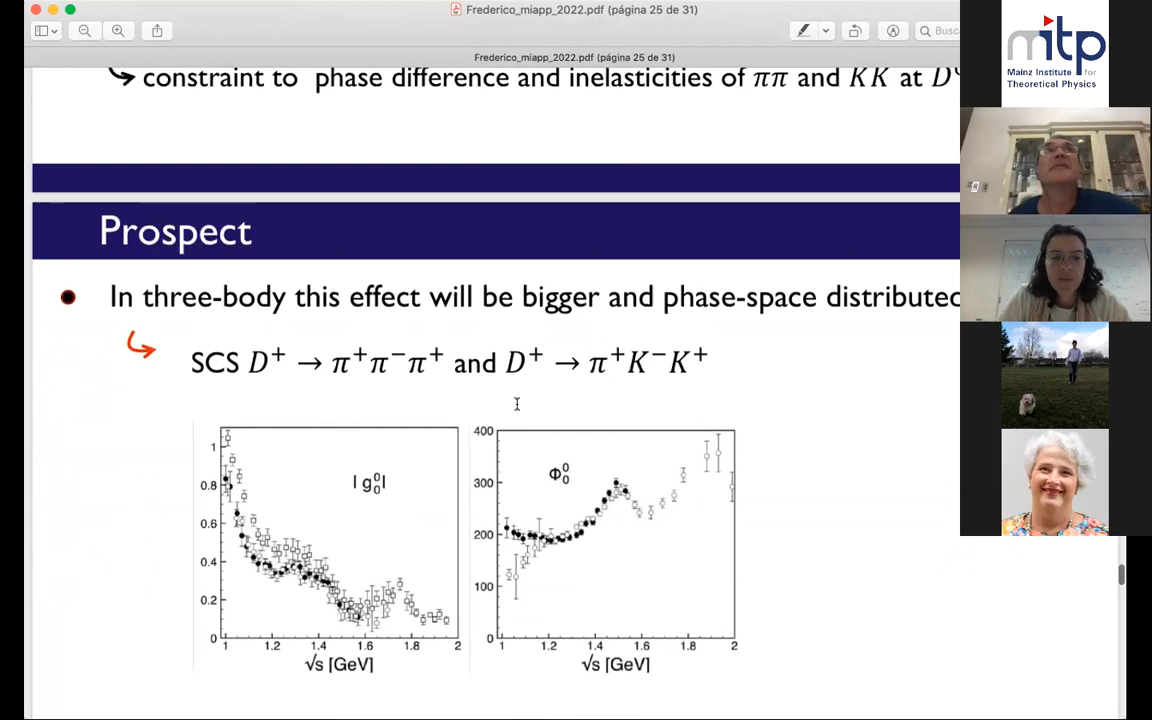 Frederico_miapp_2022.pdf (página 25 de 31)
Busc
Frederico_miapp_2022.pdf (página 25 de 31)
constraint to phase difference and inelasticities of ππ and KK at D
Prospect
In three-body this effect will be bigger and phase-space distributed
SCS D⁺ → π⁺π⁻π⁺ and D⁺ → π⁺K⁻K⁺
1
0.8
0.6
0.4
0.2
0
|g₀⁰|
1 1.2 1.4 1.6 1.8 2
√s [GeV]
400
300
200
100
0
Φ₀⁰
1 1.2 1.4 1.6 1.8 2
√s [GeV]
mitp
Mainz Institute for
Theoretical Physics